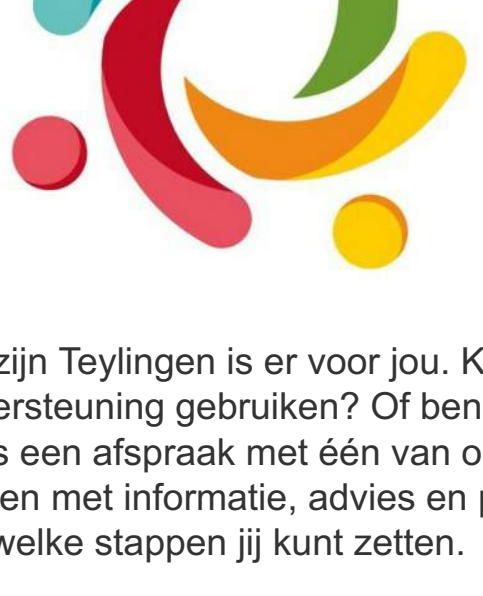 zijn Teylingen is er voor jou. K
ersteuning gebruiken? Of ben
s een afspraak met één van o
en met informatie, advies en p
welke stappen jij kunt zetten.